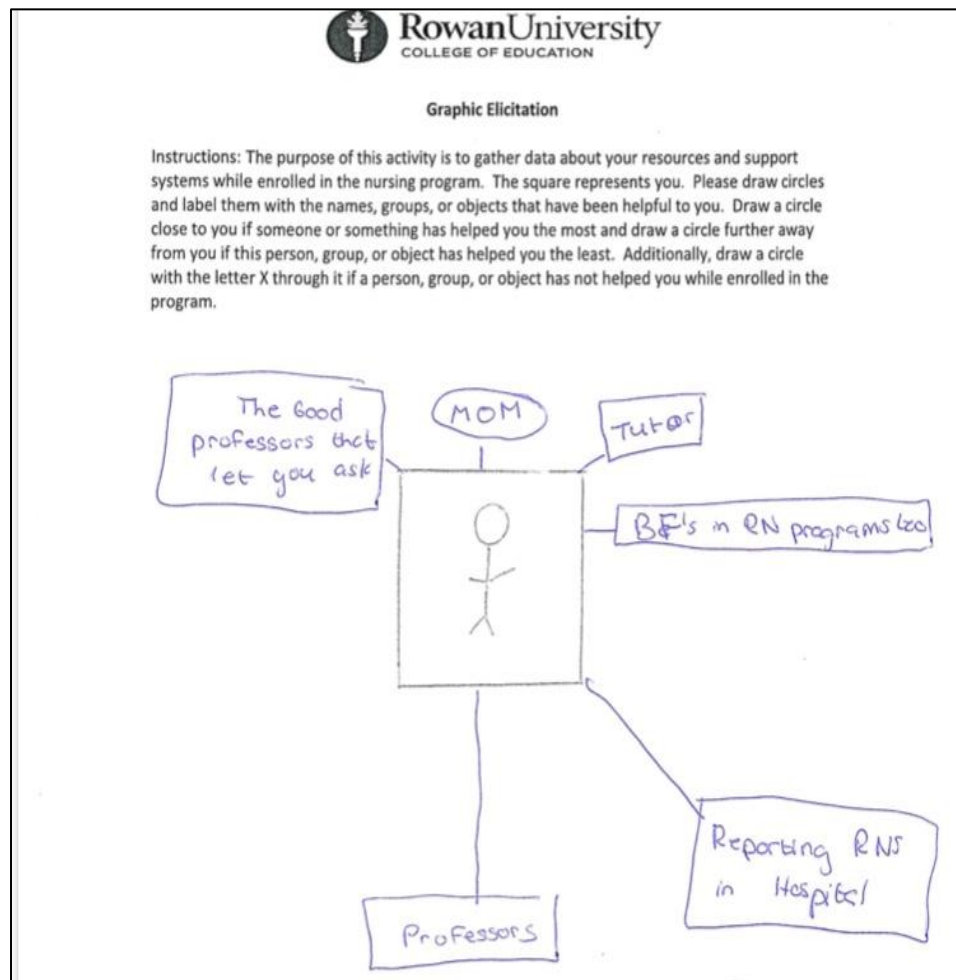 RowanUniversity
COLLEGE OF EDUCATION
Graphic Elicitation
Instructions: The purpose of this activity is to gather data about your resources and support
systems while enrolled in the nursing program. The square represents you. Please draw circles
and label them with the names, groups, or objects that have been helpful to you. Draw a circle
close to you if someone or something has helped you the most and draw a circle further away
from you if this person, group, or object has helped you the least. Additionally, draw a circle
with the letter X through it if a person, group, or object has not helped you while enrolled in the
program.
The Good
professors that
let you ask
MOM
Tutor
BF's in RN programs too
Reporting RNS
in Hospital
Professors